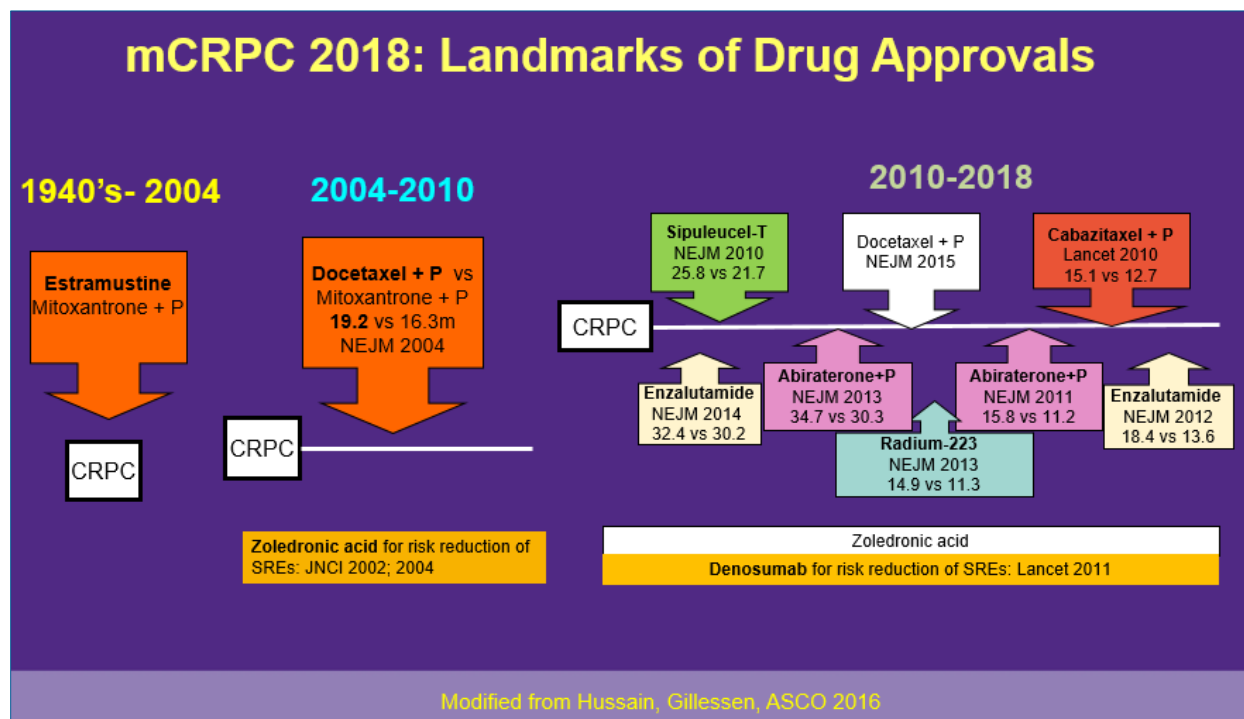 mCRPC 2018: Landmarks of Drug Approvals
1940's- 2004
Estramustine
Mitoxantrone + P
CRPC
2004-2010
Docetaxel + P vs
Mitoxantrone + P
19.2 vs 16.3m
NEJM 2004
CRPC
Zoledronic acid for risk reduction of
SREs: JNCI 2002; 2004
2010-2018
Sipuleucel-T
NEJM 2010
25.8 vs 21.7
Docetaxel + P
NEJM 2015
Cabazitaxel + P
Lancet 2010
15.1 vs 12.7
CRPC
Enzalutamide
NEJM 2014
32.4 vs 30.2
Abiraterone+P
NEJM 2013
34.7 vs 30.3
Radium-223
NEJM 2013
14.9 vs 11.3
Abiraterone+P
NEJM 2011
15.8 vs 11.2
Enzalutamide
NEJM 2012
18.4 vs 13.6
Zoledronic acid
Denosumab for risk reduction of SREs: Lancet 2011
Modified from Hussain, Gillessen, ASCO 2016